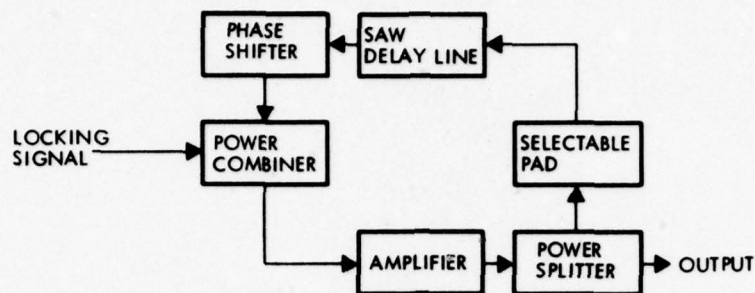 PHASE
SHIFTER
SAW
DELAY LINE
LOCKING
SIGNAL
POWER
COMBINER
SELECTABLE
PAD
AMPLIFIER
POWER
SPLITTER
OUTPUT